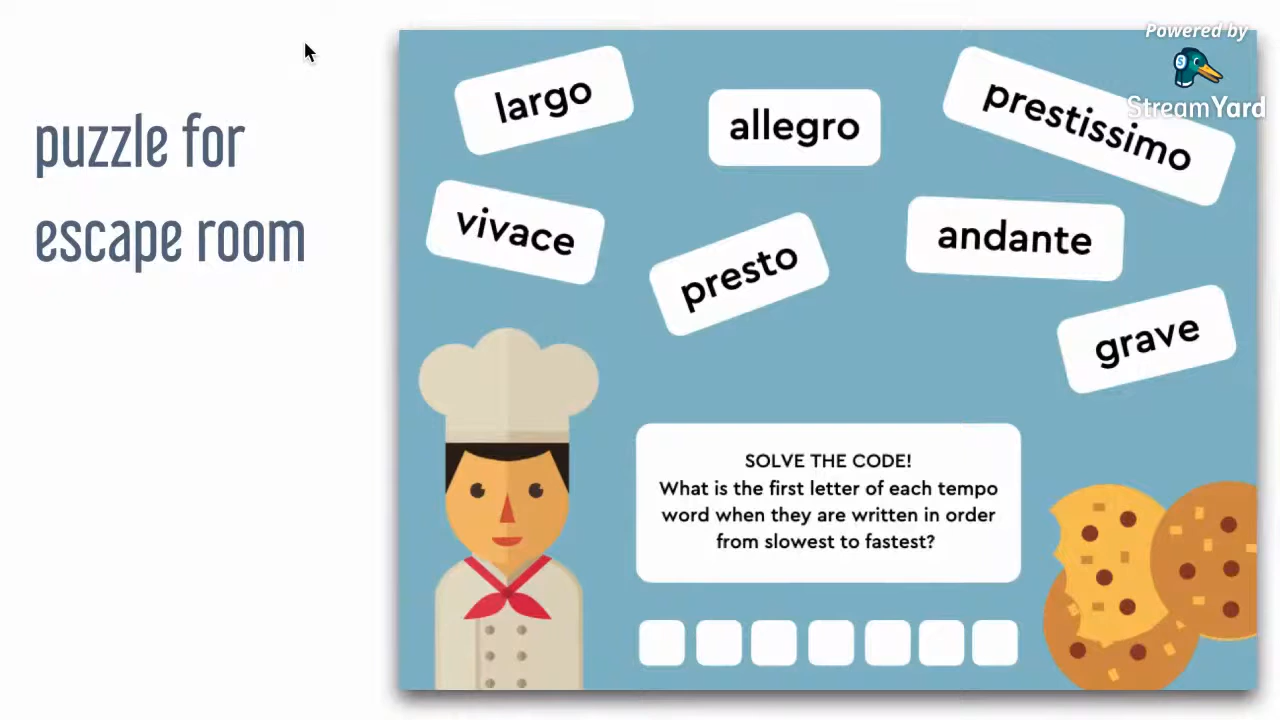 puzzle for
escape room
Powered by
StreamYard
largo
allegro
prestissimo
vivace
presto
andante
grave
SOLVE THE CODE!
What is the first letter of each tempo
word when they are written in order
from slowest to fastest?